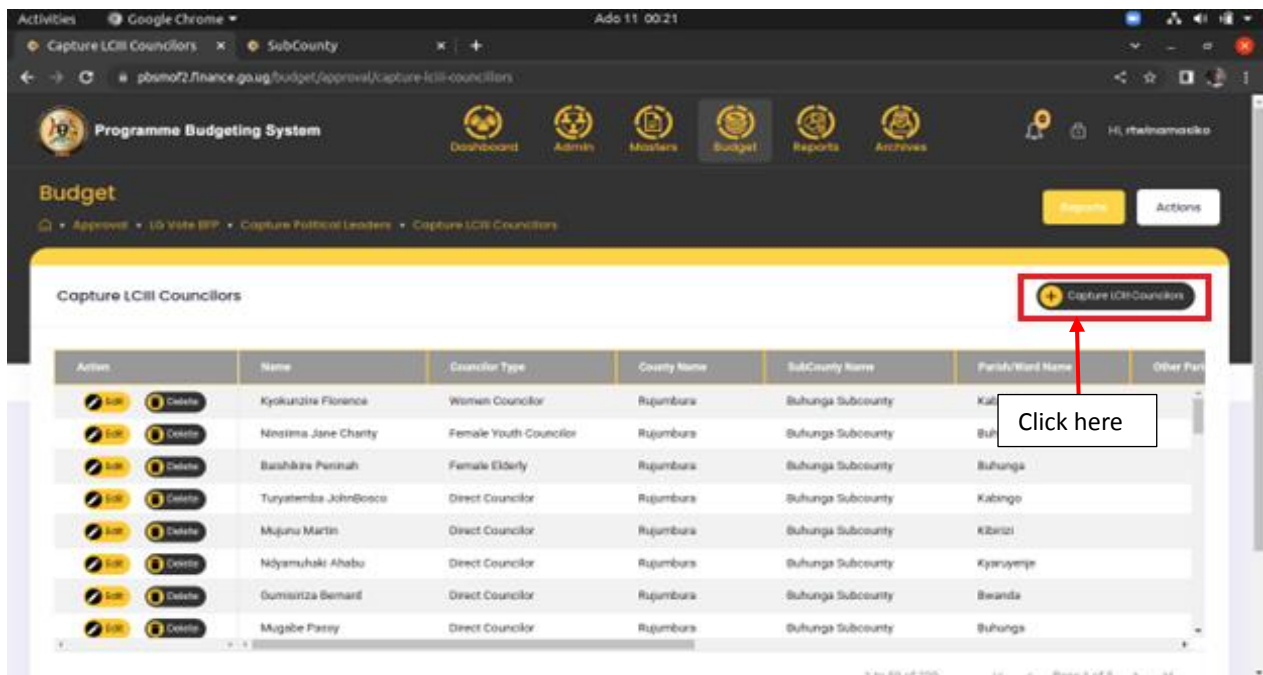 Activities Google Chrome Ado 11 00:21
Capture LCIII Councilors × SubCounty × +
pbsmof2.finance.go.ug/budget/approval/capture-lciii-councillors
Programme Budgeting System Dashboard Admin Masters Budget Reports Archives Hi, rtwinamasiko
Budget
Reports Actions
Approval • LG Vote BFP • Capture Political Leaders • Capture LCIII Councilors
Capture LCIII Councilors
+ Capture LCIII Councilors
Action Name Councilor Type County Name SubCounty Name Parish/Ward Name Other Pari
Edit Delete Kyokunzire Florence Women Councilor Rujumbura Buhunga Subcounty
Click here
Edit Delete Ninsiima Jane Charity Female Youth Councilor Rujumbura Buhunga Subcounty
Edit Delete Baishikire Peninah Female Elderly Rujumbura Buhunga Subcounty Buhunga
Edit Delete Turyatemba JohnBosco Direct Councilor Rujumbura Buhunga Subcounty Kabingo
Edit Delete Mujunu Martin Direct Councilor Rujumbura Buhunga Subcounty Kibirizi
Edit Delete Ndyamuhaki Ahabu Direct Councilor Rujumbura Buhunga Subcounty Kyaruyenje
Edit Delete Gumisiriza Bernard Direct Councilor Rujumbura Buhunga Subcounty Bwanda
Edit Delete Mugabe Passy Direct Councilor Rujumbura Buhunga Subcounty Buhunga